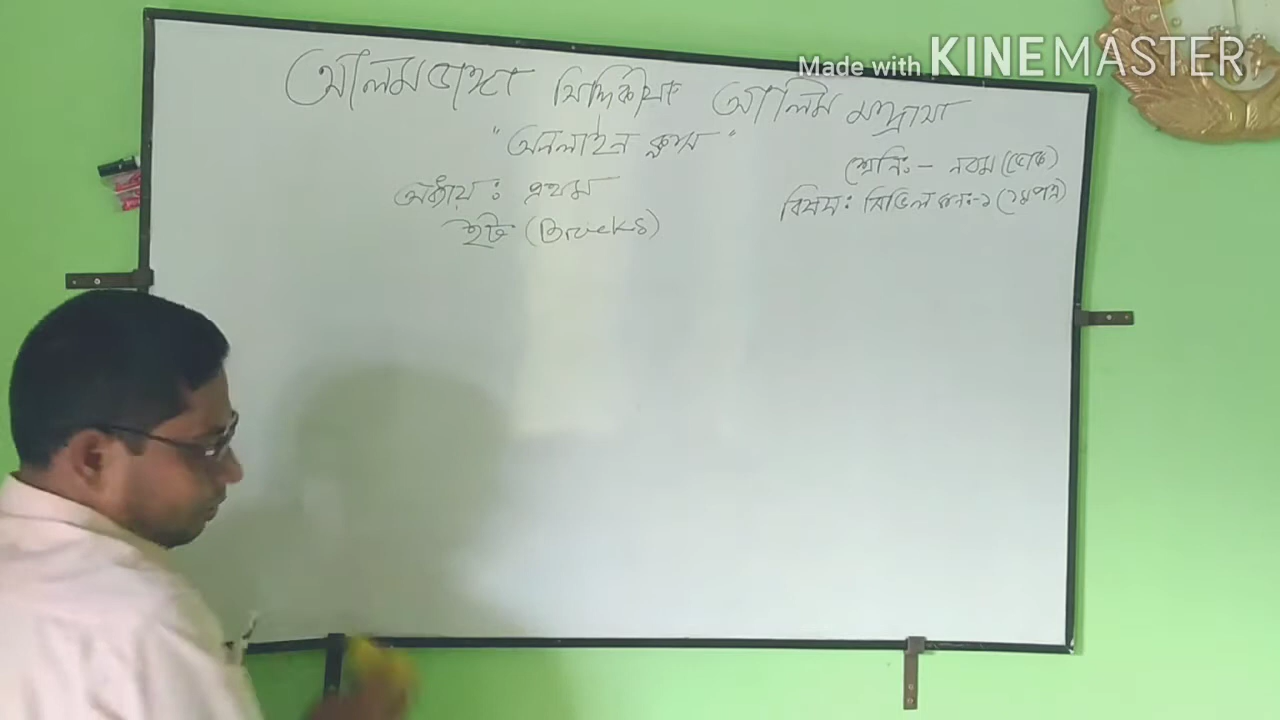 Made with KINEMASTER
আলমডাঙ্গা সিদ্দিকীয়া আলিম মাদ্রাসা
"অনলাইন ক্লাস"
শ্রেনিঃ- নবম (ভোক)
অধ্যায় : প্রথম
বিষয়ঃ সিভিল কনঃ-১ (১মপত্র)
ইট (Bricks)